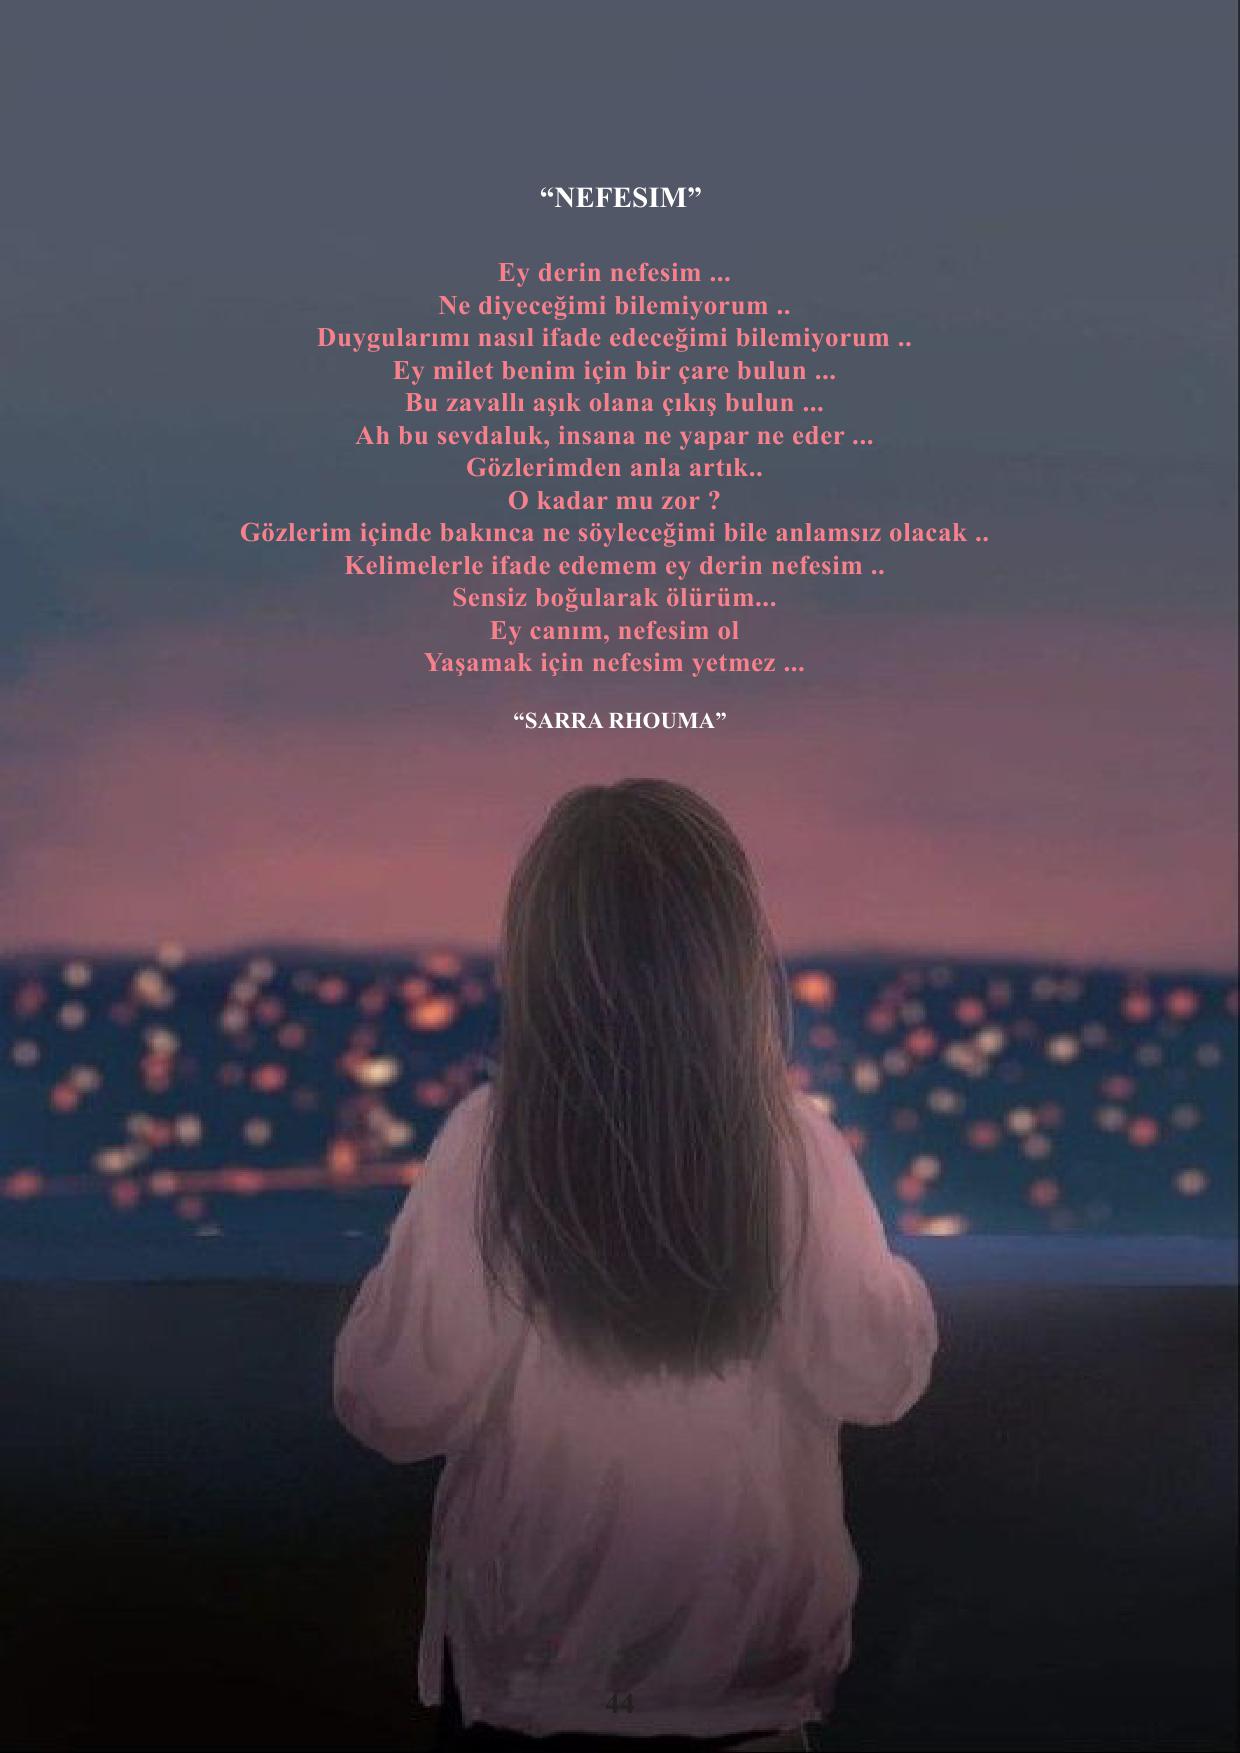 “NEFESIM”
Ey derin nefesim ...
Ne diyeceğimi bilemiyorum ..
Duygularımı nasıl ifade edeceğimi bilemiyorum ..
Ey milet benim için bir çare bulun ...
Bu zavallı aşık olana çıkış bulun ...
Ah bu sevdaluk, insana ne yapar ne eder ...
Gözlerimden anla artık..
O kadar mu zor ?
Gözlerim içinde bakınca ne söyleceğimi bile anlamsız olacak ..
Kelimelerle ifade edemem ey derin nefesim ..
Sensiz boğularak ölürüm...
Ey canım, nefesim ol
Yaşamak için nefesim yetmez ...
“SARRA RHOUMA”
44